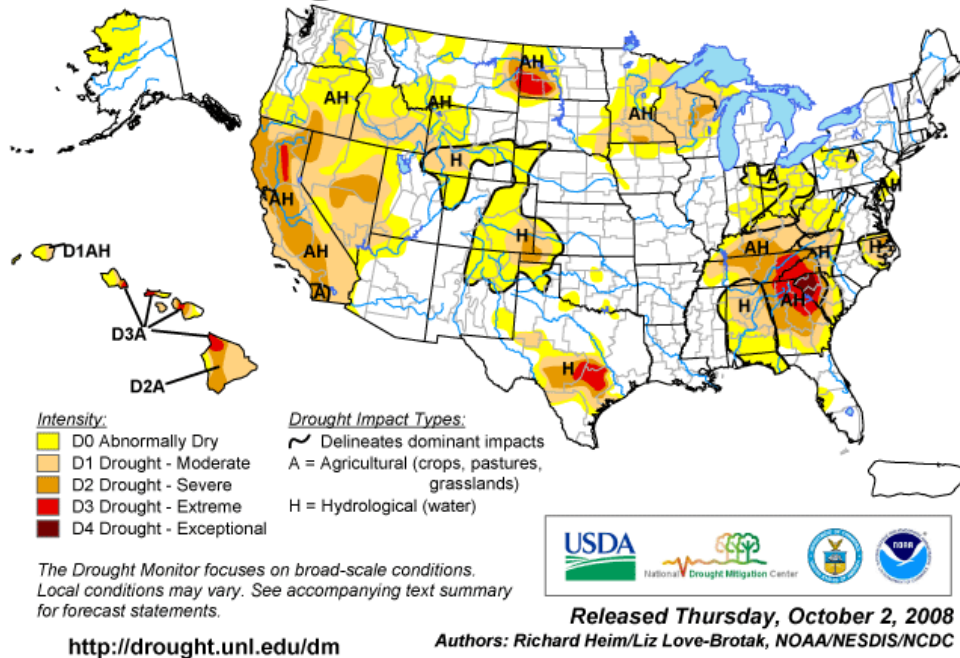 AH
AH
AH
AH
H
A
A
AH
AH
AH
H
AH
H
H
A
H
AH
H
D1AH
D3A
D2A
Intensity:
D0 Abnormally Dry
D1 Drought - Moderate
D2 Drought - Severe
D3 Drought - Extreme
D4 Drought - Exceptional
Drought Impact Types:
Delineates dominant impacts
A = Agricultural (crops, pastures,
grasslands)
H = Hydrological (water)
The Drought Monitor focuses on broad-scale conditions.
Local conditions may vary. See accompanying text summary
for forecast statements.
http://drought.unl.edu/dm
USDA
National Drought Mitigation Center
NOAA
Released Thursday, October 2, 2008
Authors: Richard Heim/Liz Love-Brotak, NOAA/NESDIS/NCDC